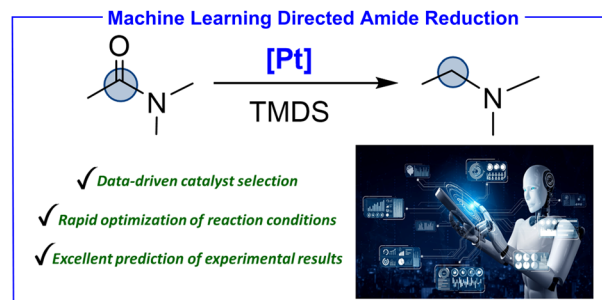 Machine Learning Directed Amide Reduction
O
N
[Pt]
TMDS
N
✓Data-driven catalyst selection
✓Rapid optimization of reaction conditions
✓Excellent prediction of experimental results